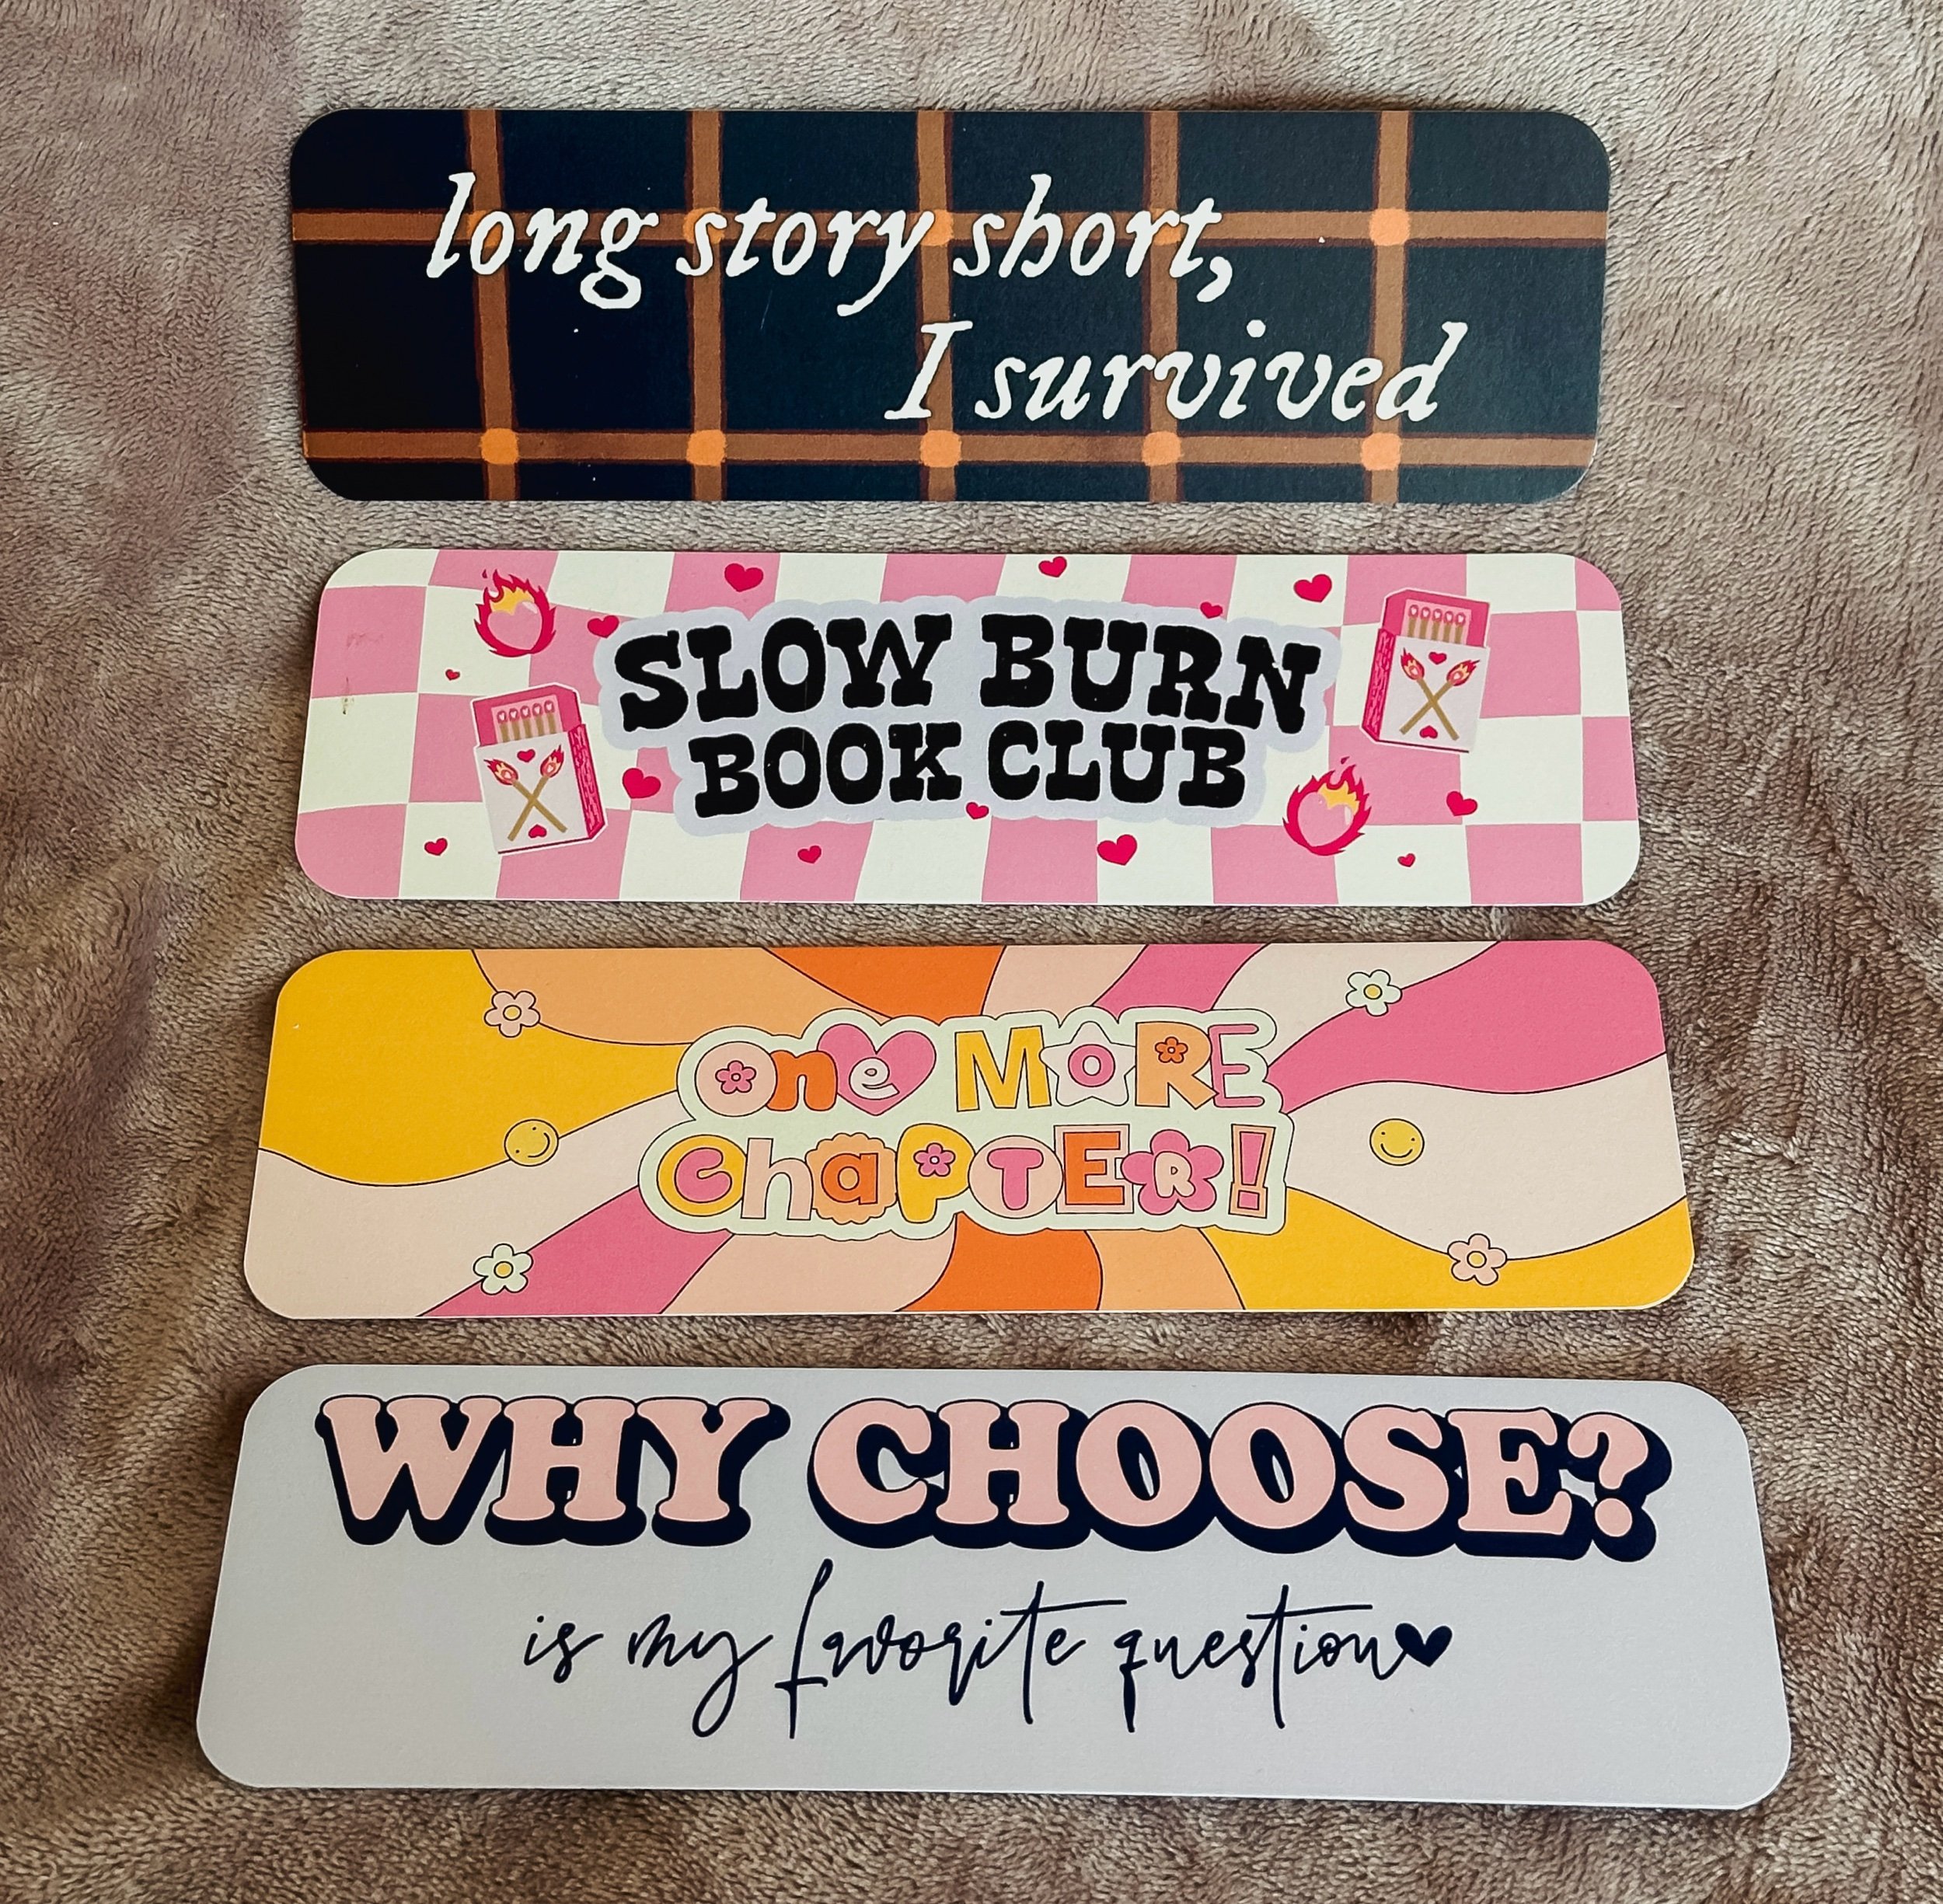 long story short,
I survived
SLOW BURN
BOOK CLUB
One MORE
ChapTER!
WHY CHOOSE?
is my favorite question